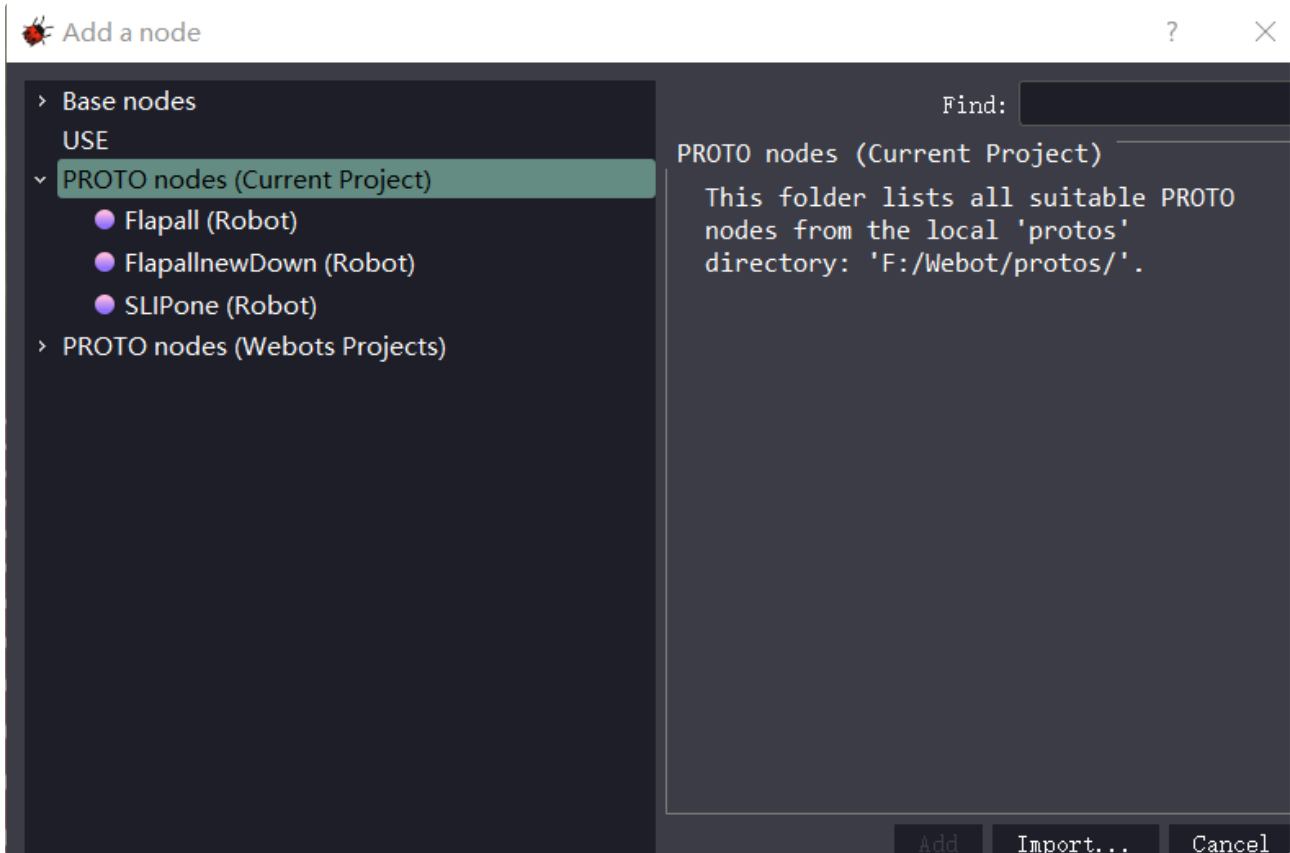 Add a node
?
Base nodes
USE
PROTO nodes (Current Project)
Flapall (Robot)
FlapallnewDown (Robot)
SLIPone (Robot)
PROTO nodes (Webots Projects)
Find:
PROTO nodes (Current Project)
This folder lists all suitable PROTO
nodes from the local 'protos'
directory: 'F:/Webot/protos/'.
Add
Import...
Cancel